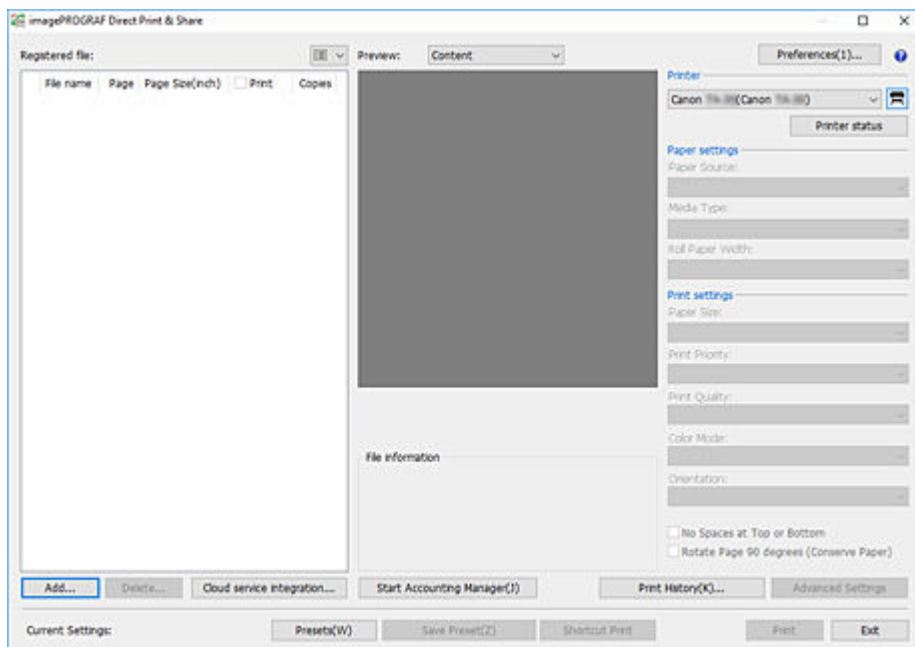 imagePROGRAF Direct Print & Share
Registered file:
Preview: Content
Preferences(1)...
File name Page Page Size(inch) Print Copies
Printer
Canon (Canon )
Printer status
Paper settings
Paper Source:
Media Type:
Roll Paper Width:
Print settings
Paper Size:
Print Priority:
Print Quality:
Color Mode:
Orientation:
No Spaces at Top or Bottom
Rotate Page 90 degrees (Conserve Paper)
File information
Add... Delete... Cloud service integration... Start Accounting Manager(J) Print History(K)... Advanced Settings
Current Settings: Presets(W) Save Preset(Z) Shortcut Print Print Exit